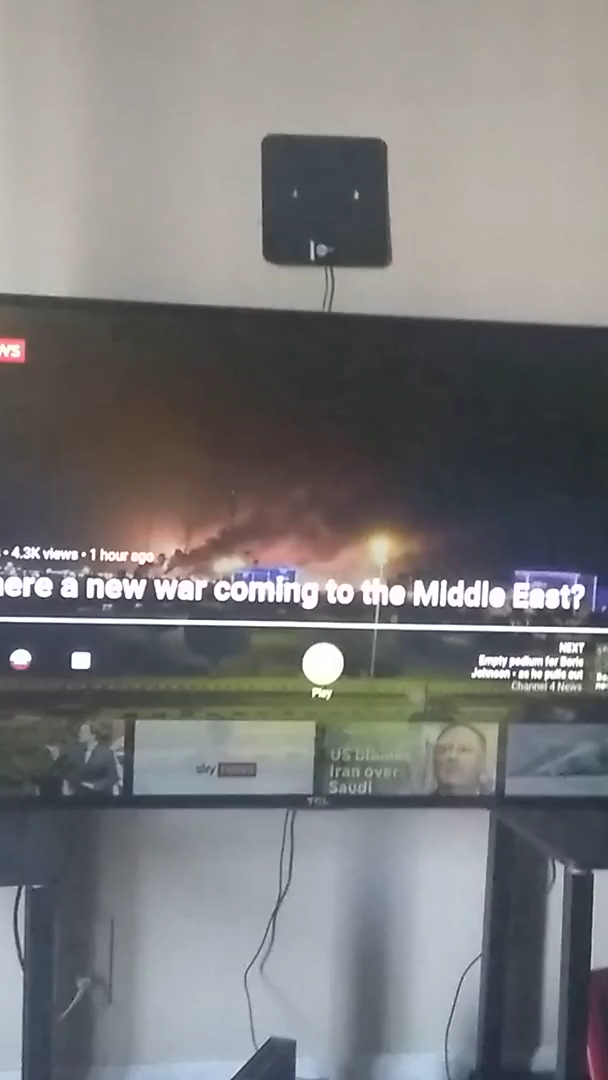 WS
• 4.3K views • 1 hour ago
here a new war coming to the Middle East?
NEXT
Empty podium for Boris
Johnson - as he pulls out
Channel 4 News
Play
sky news
US blames
Iran over
Saudi
TCL